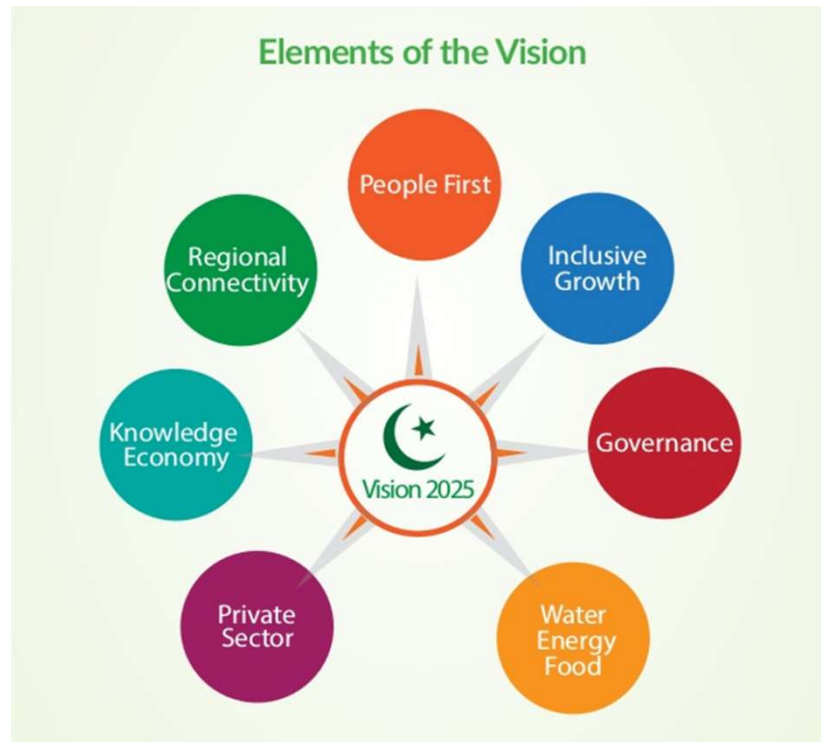 Elements of the Vision
People First
Inclusive
Growth
Governance
Water
Energy
Food
Private
Sector
Knowledge
Economy
Regional
Connectivity
Vision 2025